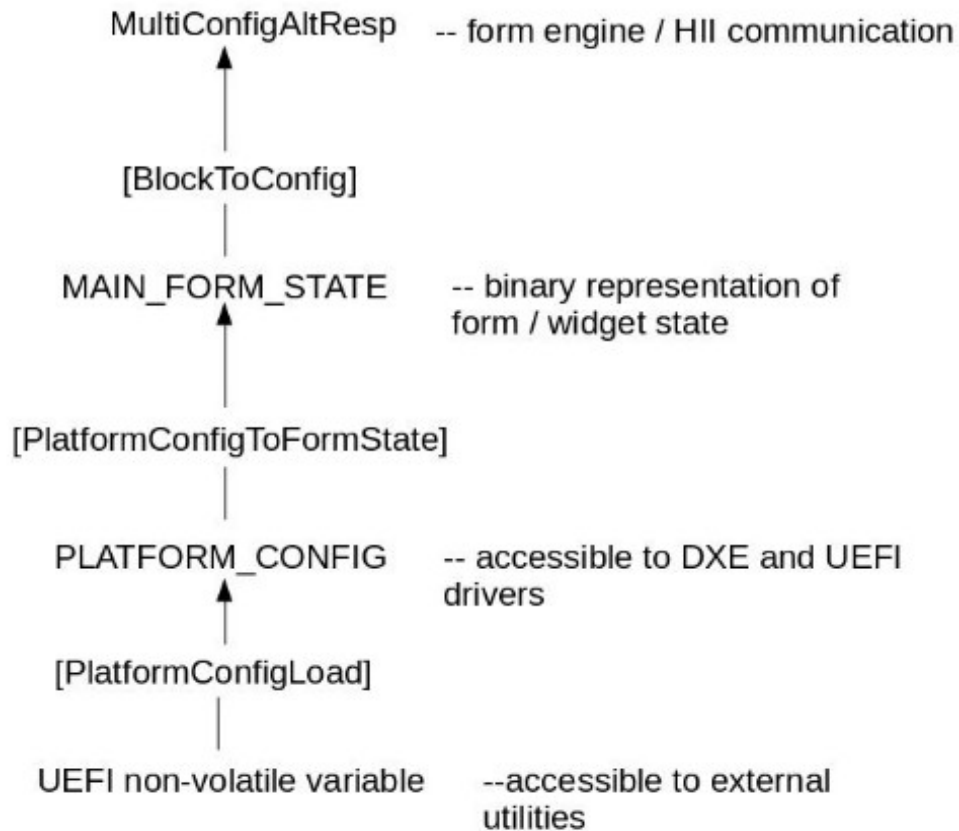 MultiConfigAltResp -- form engine / HII communication
[BlockToConfig]
MAIN_FORM_STATE -- binary representation of
form / widget state
[PlatformConfigToFormState]
PLATFORM_CONFIG -- accessible to DXE and UEFI
drivers
[PlatformConfigLoad]
UEFI non-volatile variable --accessible to external
utilities